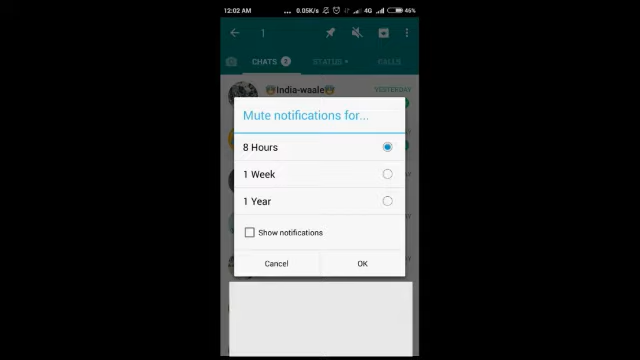 12:02 AM ... 0.05K/s 4G 46%
1
CHATS 2 STATUS CALLS
india-waale YESTERDAY
Mute notifications for...
8 Hours
1 Week
1 Year
Show notifications
Cancel OK